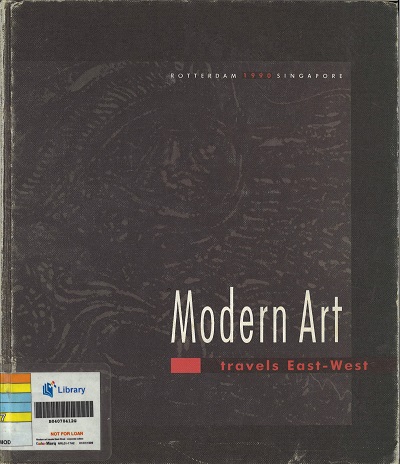 ROTTERDAM 1990 SINGAPORE
Modern Art
travels East-West
Library
NOT FOR LOAN